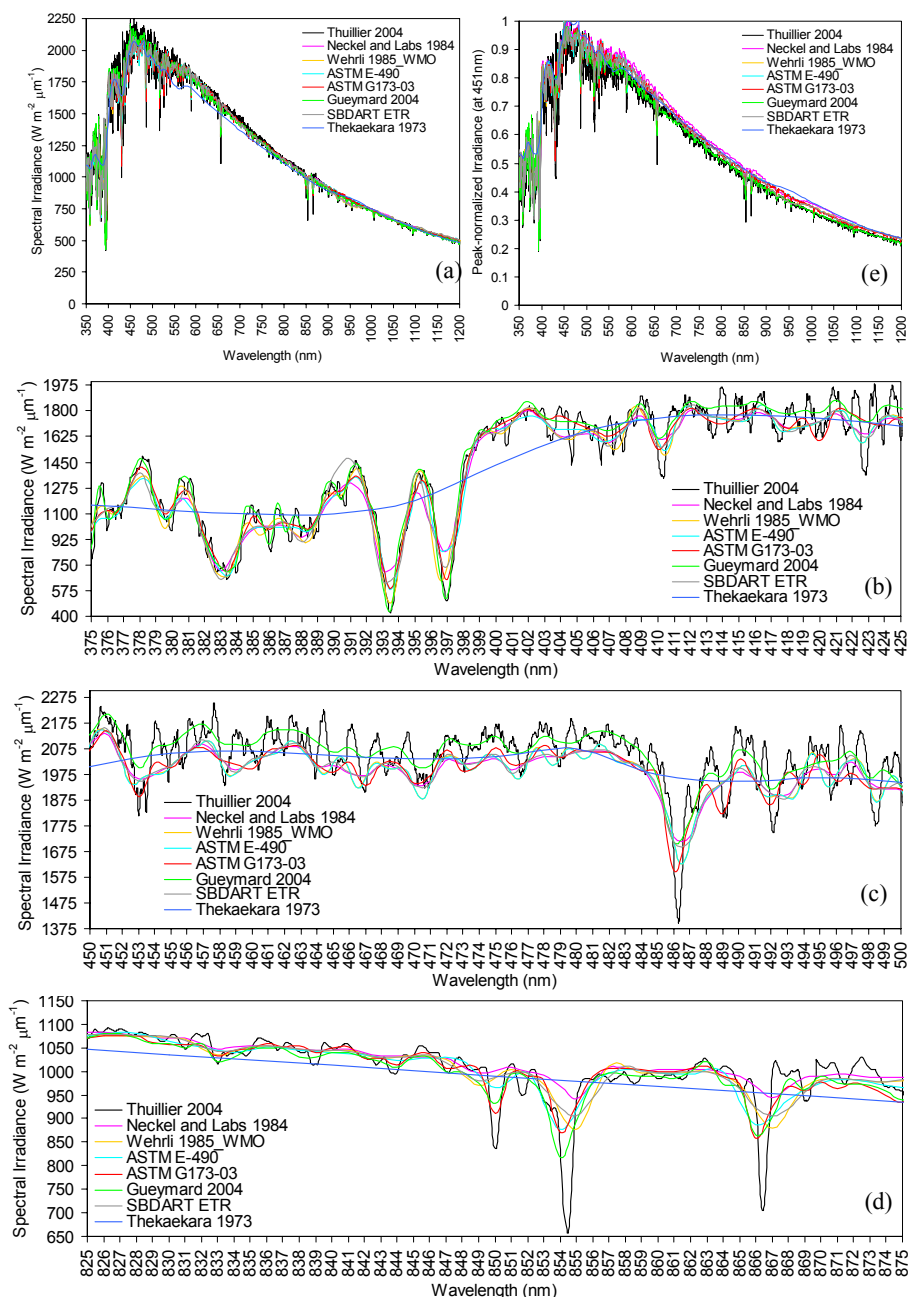 2250
2000
1750
1500
1250
1000
750
500
250
0
Spectral Irradiance (W m⁻² μm⁻¹)
Thuillier 2004
Neckel and Labs 1984
Wehrli 1985_WMO
ASTM E-490
ASTM G173-03
Gueymard 2004
SBDART ETR
Thekaekara 1973
(a)
350 400 450 500 550 600 650 700 750 800 850 900 950 1000 1050 1100 1150 1200
Wavelength (nm)
1
0.8
0.6
0.4
0.2
0
Peak-normalized Irradiance (at 451nm)
Thuillier 2004
Neckel and Labs 1984
Wehrli 1985_WMO
ASTM E-490
ASTM G173-03
Gueymard 2004
SBDART ETR
Thekaekara 1973
(e)
350 400 450 500 550 600 650 700 750 800 850 900 950 1000 1050 1100 1150 1200
Wavelength (nm)
1975
1800
1625
1450
1275
1100
925
750
575
400
Spectral Irradiance (W m⁻² μm⁻¹)
Thuillier 2004
Neckel and Labs 1984
Wehrli 1985_WMO
ASTM E-490
ASTM G173-03
Gueymard 2004
SBDART ETR
Thekaekara 1973
(b)
375 376 377 378 379 380 381 382 383 384 385 386 387 388 389 390 391 392 393 394 395 396 397 398 399 400 401 402 403 404 405 406 407 408 409 410 411 412 413 414 415 416 417 418 419 420 421 422 423 424 425
Wavelength (nm)
2275
2175
2075
1975
1875
1775
1675
1575
1475
1375
Spectral Irradiance (W m⁻² μm⁻¹)
Thuillier 2004
Neckel and Labs 1984
Wehrli 1985_WMO
ASTM E-490
ASTM G173-03
Gueymard 2004
SBDART ETR
Thekaekara 1973
(c)
450 451 452 453 454 455 456 457 458 459 460 461 462 463 464 465 466 467 468 469 470 471 472 473 474 475 476 477 478 479 480 481 482 483 484 485 486 487 488 489 490 491 492 493 494 495 496 497 498 499 500
Wavelength (nm)
1150
1100
1050
1000
950
900
850
800
750
700
650
Spectral Irradiance (W m⁻² μm⁻¹)
Thuillier 2004
Neckel and Labs 1984
Wehrli 1985_WMO
ASTM E-490
ASTM G173-03
Gueymard 2004
SBDART ETR
Thekaekara 1973
(d)
825 826 827 828 829 830 831 832 833 834 835 836 837 838 839 840 841 842 843 844 845 846 847 848 849 850 851 852 853 854 855 856 857 858 859 860 861 862 863 864 865 866 867 868 869 870 871 872 873 874 875
Wavelength (nm)